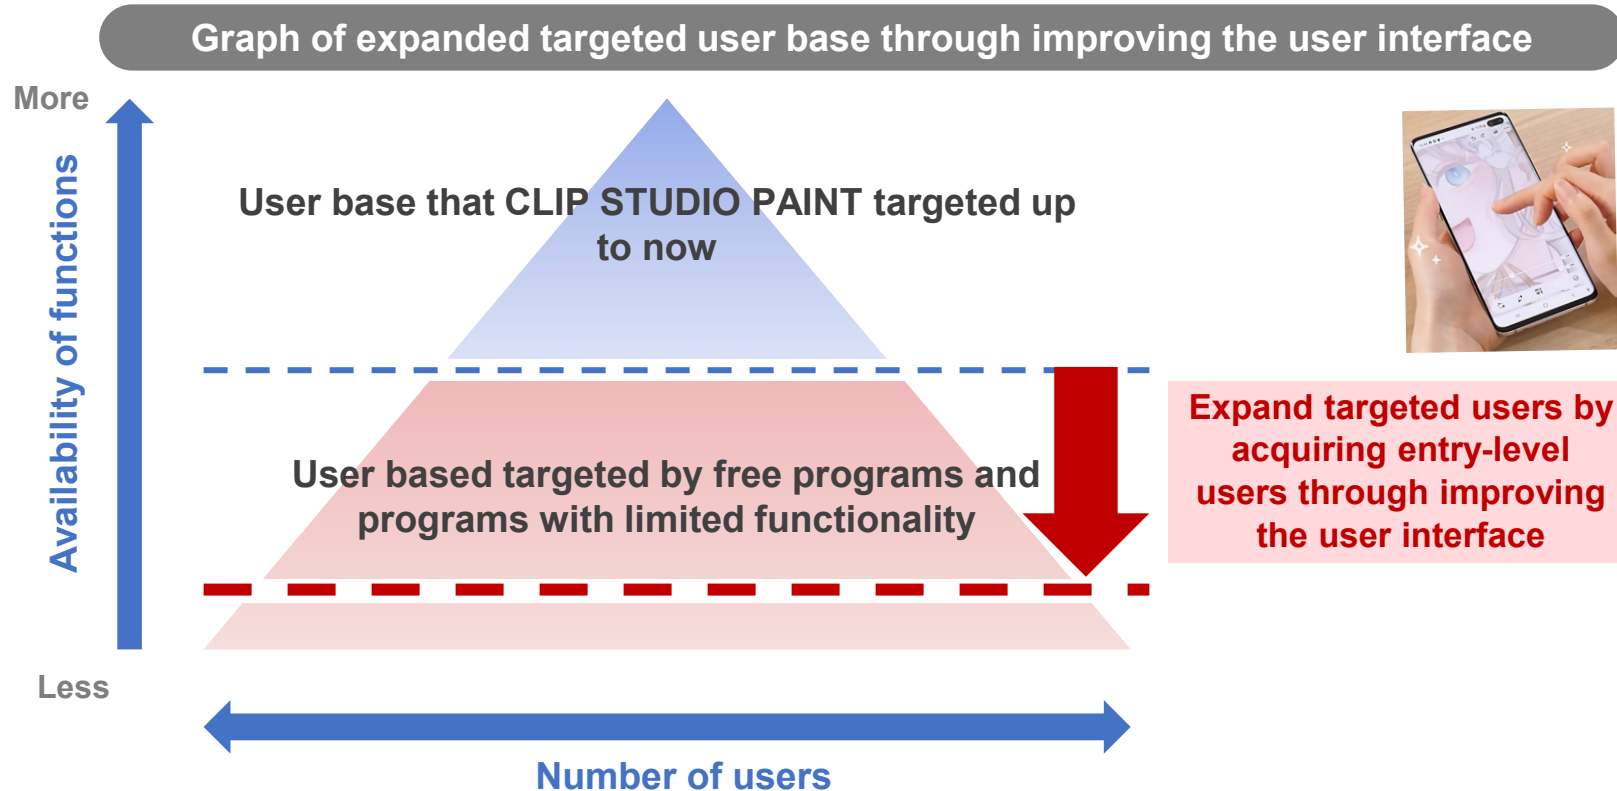 Graph of expanded targeted user base through improving the user interface
More
Availability of functions
User base that CLIP STUDIO PAINT targeted up
to now
Expand targeted users by
acquiring entry-level
users through improving
the user interface
User based targeted by free programs and
programs with limited functionality
Less
Number of users